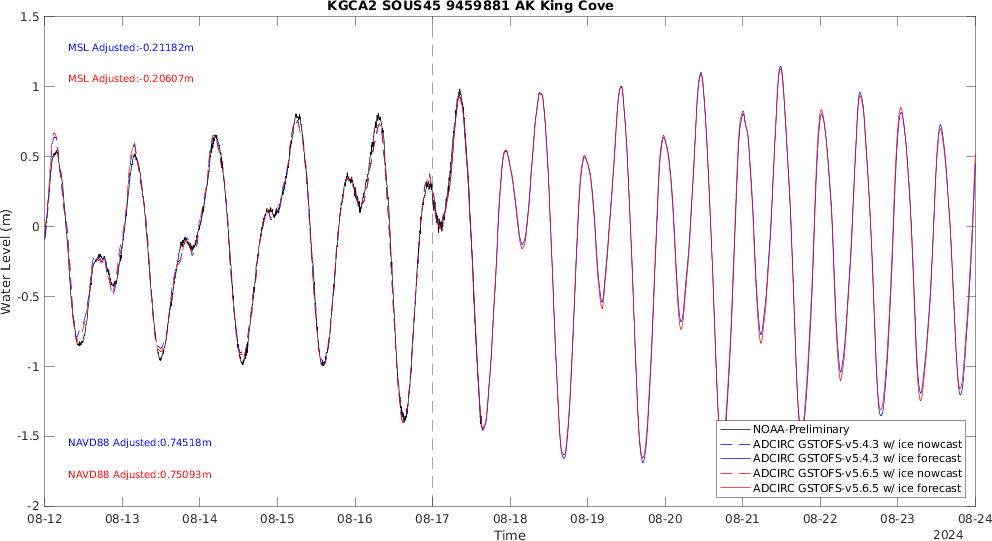 KGCA2 SOUS45 9459881 AK King Cove
MSL Adjusted:-0.21182m
MSL Adjusted:-0.20607m
NAVD88 Adjusted:0.74518m
NAVD88 Adjusted:0.75093m
Water Level (m)
1.5
1
0.5
0
-0.5
-1
-1.5
-2
NOAA-Preliminary
ADCIRC GSTOFS-v5.4.3 w/ ice nowcast
ADCIRC GSTOFS-v5.4.3 w/ ice forecast
ADCIRC GSTOFS-v5.6.5 w/ ice nowcast
ADCIRC GSTOFS-v5.6.5 w/ ice forecast
08-12 08-13 08-14 08-15 08-16 08-17 08-18 08-19 08-20 08-21 08-22 08-23 08-24
Time
2024